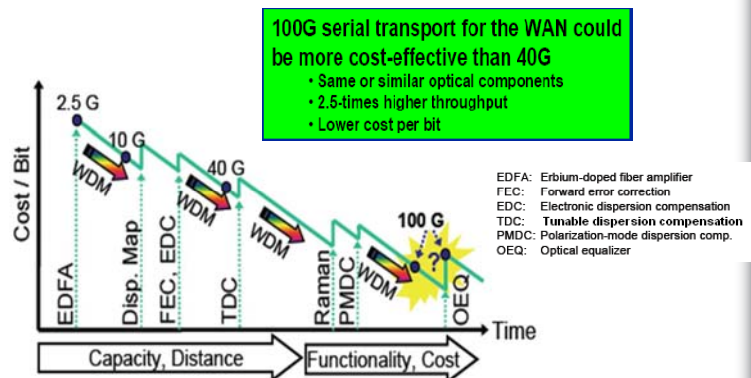 100G serial transport for the WAN could
be more cost-effective than 40G
• Same or similar optical components
• 2.5-times higher throughput
• Lower cost per bit
Cost / Bit
2.5 G
10 G
40 G
100 G
?
WDM
WDM
WDM
WDM
EDFA
Disp. Map
FEC, EDC
TDC
Raman
PMDC
OEQ
Time
Capacity, Distance
Functionality, Cost
EDFA: Erbium-doped fiber amplifier
FEC: Forward error correction
EDC: Electronic dispersion compensation
TDC: Tunable dispersion compensation
PMDC: Polarization-mode dispersion comp.
OEQ: Optical equalizer